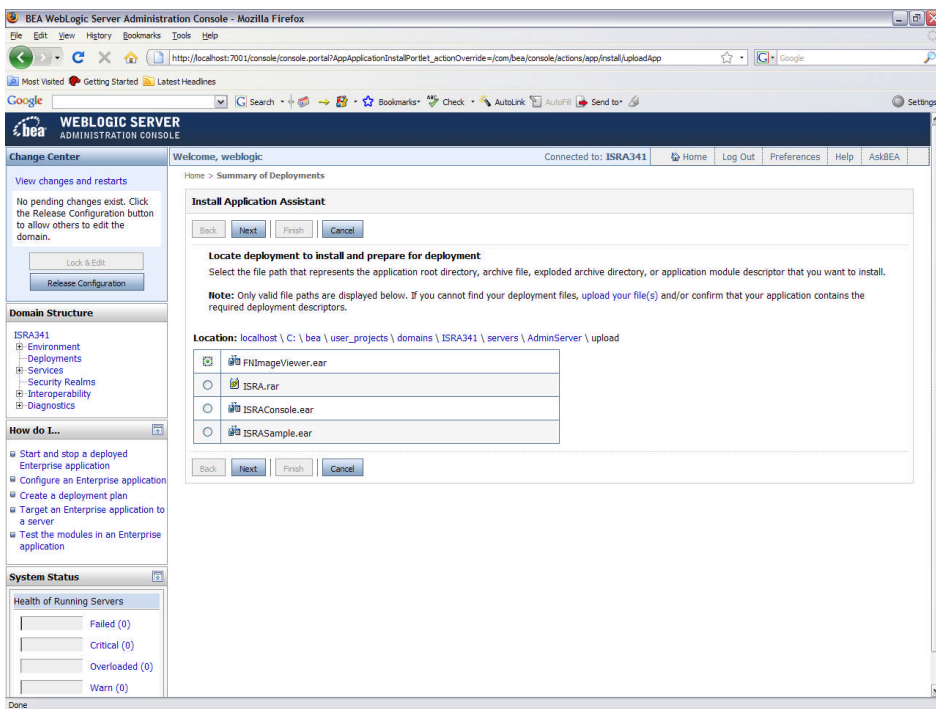 BEA WebLogic Server Administration Console - Mozilla Firefox
File Edit View History Bookmarks Tools Help
http://localhost:7001/console/console.portal?AppApplicationInstallPortlet_actionOverride=/com/bea/console/actions/app/install/uploadApp
G Google
Most Visited Getting Started Latest Headlines
Google G Search Bookmarks ABC Check AutoLink AutoFill Send to Settings
bea WEBLOGIC SERVER
ADMINISTRATION CONSOLE
Change Center
View changes and restarts
No pending changes exist. Click
the Release Configuration button
to allow others to edit the
domain.
Lock & Edit
Release Configuration
Domain Structure
ISRA341
Environment
Deployments
Services
Security Realms
Interoperability
Diagnostics
How do I...
Start and stop a deployed
Enterprise application
Configure an Enterprise application
Create a deployment plan
Target an Enterprise application to
a server
Test the modules in an Enterprise
application
System Status
Health of Running Servers
Failed (0)
Critical (0)
Overloaded (0)
Warn (0)
Welcome, weblogic Connected to: ISRA341 Home Log Out Preferences Help AskBEA
Home > Summary of Deployments
Install Application Assistant
Back Next Finish Cancel
Locate deployment to install and prepare for deployment
Select the file path that represents the application root directory, archive file, exploded archive directory, or application module descriptor that you want to install.
Note: Only valid file paths are displayed below. If you cannot find your deployment files, upload your file(s) and/or confirm that your application contains the
required deployment descriptors.
Location: localhost \ C: \ bea \ user_projects \ domains \ ISRA341 \ servers \ AdminServer \ upload
FNImageViewer.ear
ISRA.rar
ISRAConsole.ear
ISRASample.ear
Back Next Finish Cancel
Done